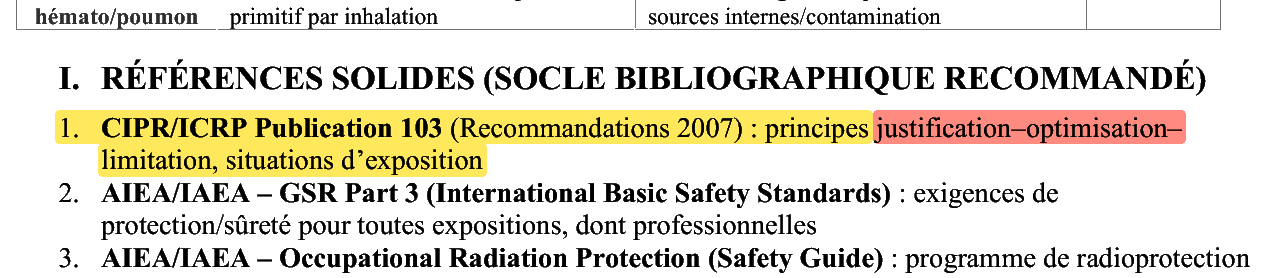 hémato/poumon primitif par inhalation sources internes/contamination
I. RÉFÉRENCES SOLIDES (SOCLE BIBLIOGRAPHIQUE RECOMMANDÉ)
1. CIPR/ICRP Publication 103 (Recommandations 2007) : principes justification–optimisation–
limitation, situations d’exposition
2. AIEA/IAEA – GSR Part 3 (International Basic Safety Standards) : exigences de
protection/sûreté pour toutes expositions, dont professionnelles
3. AIEA/IAEA – Occupational Radiation Protection (Safety Guide) : programme de radioprotection